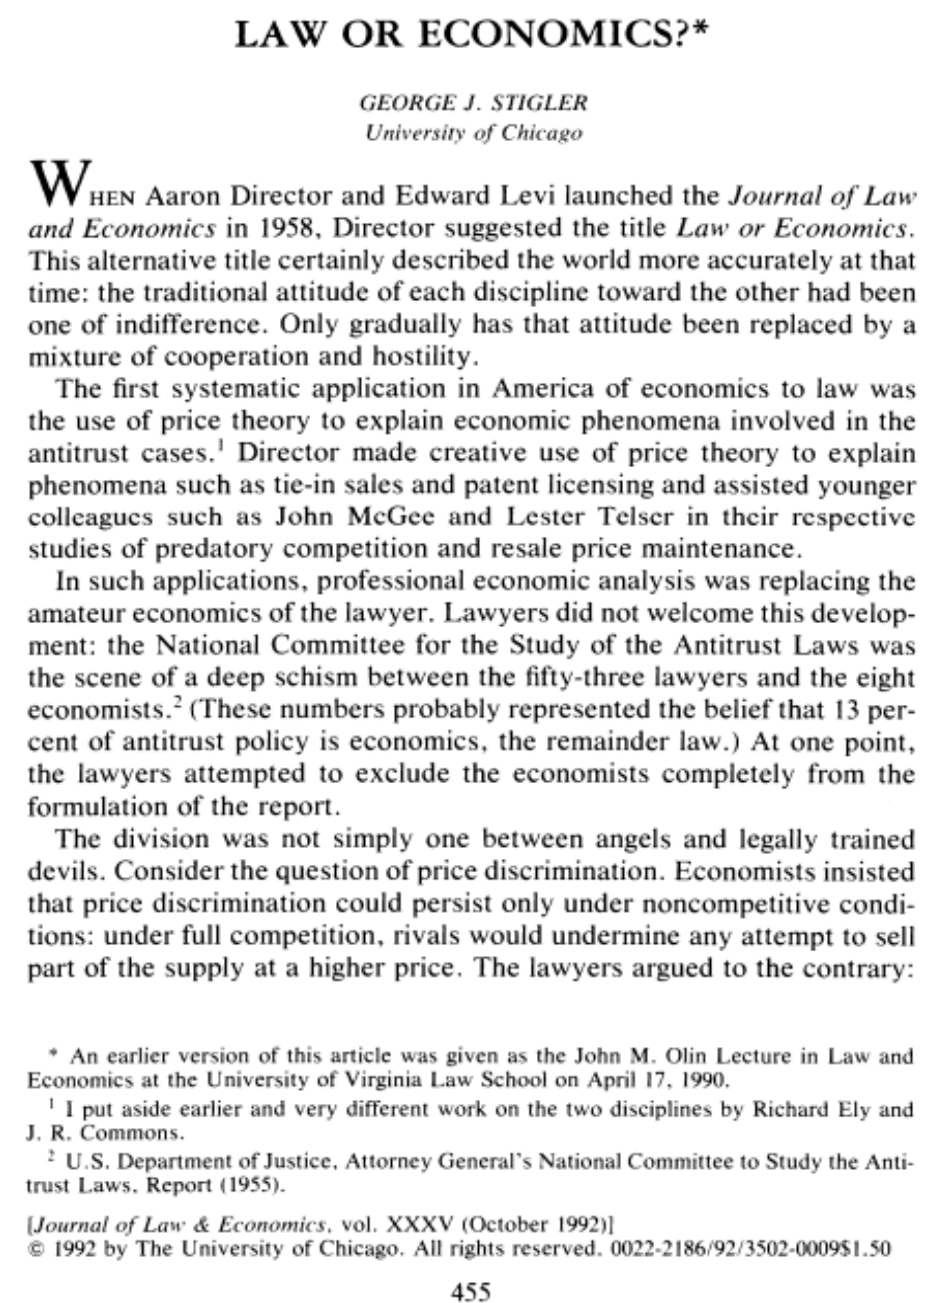 LAW OR ECONOMICS?*
GEORGE J. STIGLER
University of Chicago
WHEN Aaron Director and Edward Levi launched the Journal of Law
and Economics in 1958, Director suggested the title Law or Economics.
This alternative title certainly described the world more accurately at that
time: the traditional attitude of each discipline toward the other had been
one of indifference. Only gradually has that attitude been replaced by a
mixture of cooperation and hostility.
The first systematic application in America of economics to law was
the use of price theory to explain economic phenomena involved in the
antitrust cases.¹ Director made creative use of price theory to explain
phenomena such as tie-in sales and patent licensing and assisted younger
colleagues such as John McGee and Lester Telser in their respective
studies of predatory competition and resale price maintenance.
In such applications, professional economic analysis was replacing the
amateur economics of the lawyer. Lawyers did not welcome this develop-
ment: the National Committee for the Study of the Antitrust Laws was
the scene of a deep schism between the fifty-three lawyers and the eight
economists.² (These numbers probably represented the belief that 13 per-
cent of antitrust policy is economics, the remainder law.) At one point,
the lawyers attempted to exclude the economists completely from the
formulation of the report.
The division was not simply one between angels and legally trained
devils. Consider the question of price discrimination. Economists insisted
that price discrimination could persist only under noncompetitive condi-
tions: under full competition, rivals would undermine any attempt to sell
part of the supply at a higher price. The lawyers argued to the contrary:
* An earlier version of this article was given as the John M. Olin Lecture in Law and
Economics at the University of Virginia Law School on April 17, 1990.
¹ I put aside earlier and very different work on the two disciplines by Richard Ely and
J. R. Commons.
² U.S. Department of Justice, Attorney General's National Committee to Study the Anti-
trust Laws, Report (1955).
[Journal of Law & Economics, vol. XXXV (October 1992)]
© 1992 by The University of Chicago. All rights reserved. 0022-2186/92/3502-0009$1.50
455